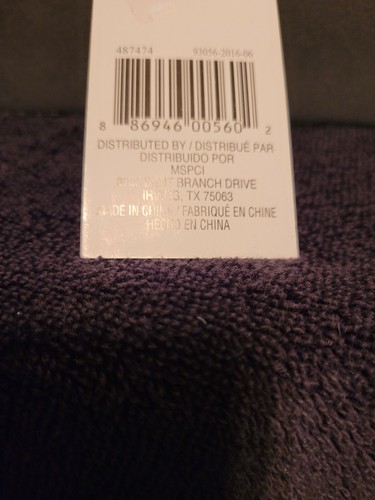 487474 93056-2016-06
8 86946 00560 2
DISTRIBUTED BY / DISTRIBUÉ PAR
DISTRIBUIDO POR
MSPCI
BRANCH DRIVE
IRVING, TX 75063
MADE IN CHINA / FABRIQUÉ EN CHINE
HECHO EN CHINA